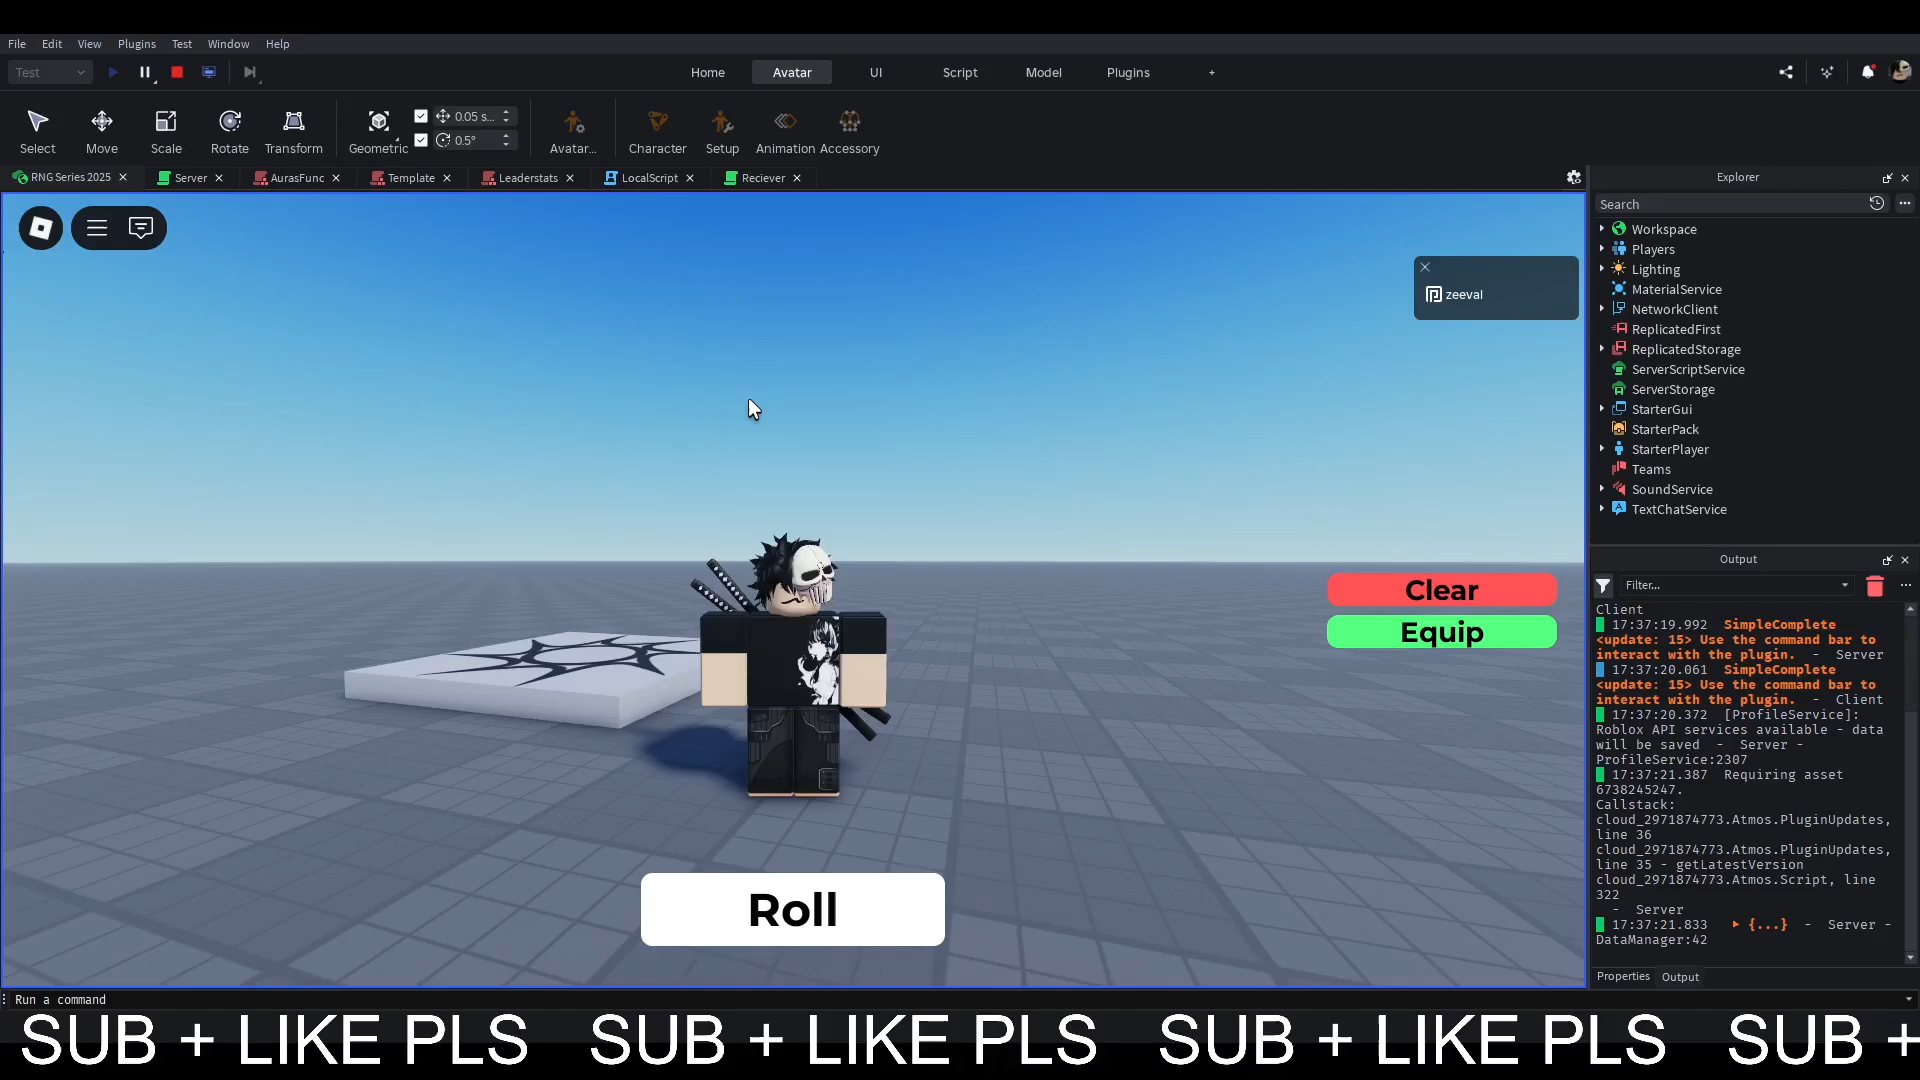 File Edit View Plugins Test Window Help
Test
Home Avatar UI Script Model Plugins +
Select Move Scale Rotate Transform Geometric 0.05 s... 0.5° Avatar... Character Setup Animation Accessory
RNG Series 2025 Server AurasFunc Template Leaderstats LocalScript Reciever
zeeval
Clear
Equip
Roll
Explorer
Search
Workspace
Players
Lighting
MaterialService
NetworkClient
ReplicatedFirst
ReplicatedStorage
ServerScriptService
ServerStorage
StarterGui
StarterPack
StarterPlayer
Teams
SoundService
TextChatService
Output
Filter...
Client
17:37:19.992 SimpleComplete
<update: 15> Use the command bar to
interact with the plugin. - Server
17:37:20.061 SimpleComplete
<update: 15> Use the command bar to
interact with the plugin. - Client
17:37:20.372 [ProfileService]:
Roblox API services available - data
will be saved - Server -
ProfileService:2307
17:37:21.387 Requiring asset
6738245247.
Callstack:
cloud_2971874773.Atmos.PluginUpdates,
line 36
cloud_2971874773.Atmos.PluginUpdates,
line 35 - getLatestVersion
cloud_2971874773.Atmos.Script, line
322
- Server
17:37:21.833 {...} - Server -
DataManager:42
Properties Output
Run a command
SUB + LIKE PLS SUB + LIKE PLS SUB + LIKE PLS SUB +